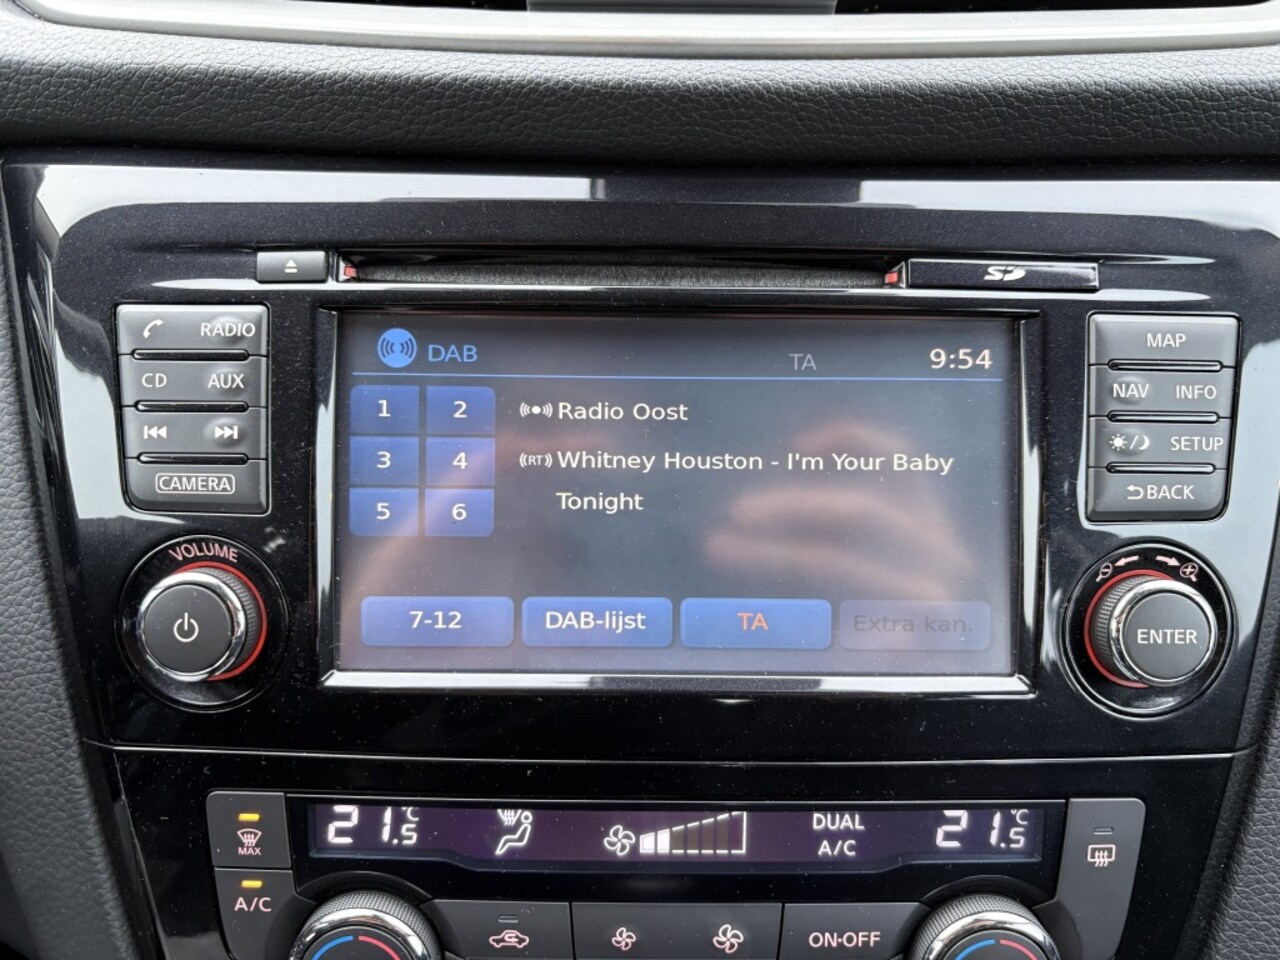 SD
RADIO
CD AUX
CAMERA
VOLUME
DAB TA 9:54
1 2
3 4
5 6
Radio Oost
RT Whitney Houston - I'm Your Baby
Tonight
7-12 DAB-lijst TA Extra kan.
MAP
NAV INFO
SETUP
BACK
ENTER
MAX
A/C
21.5°C
DUAL
A/C
21.5°C
ON·OFF